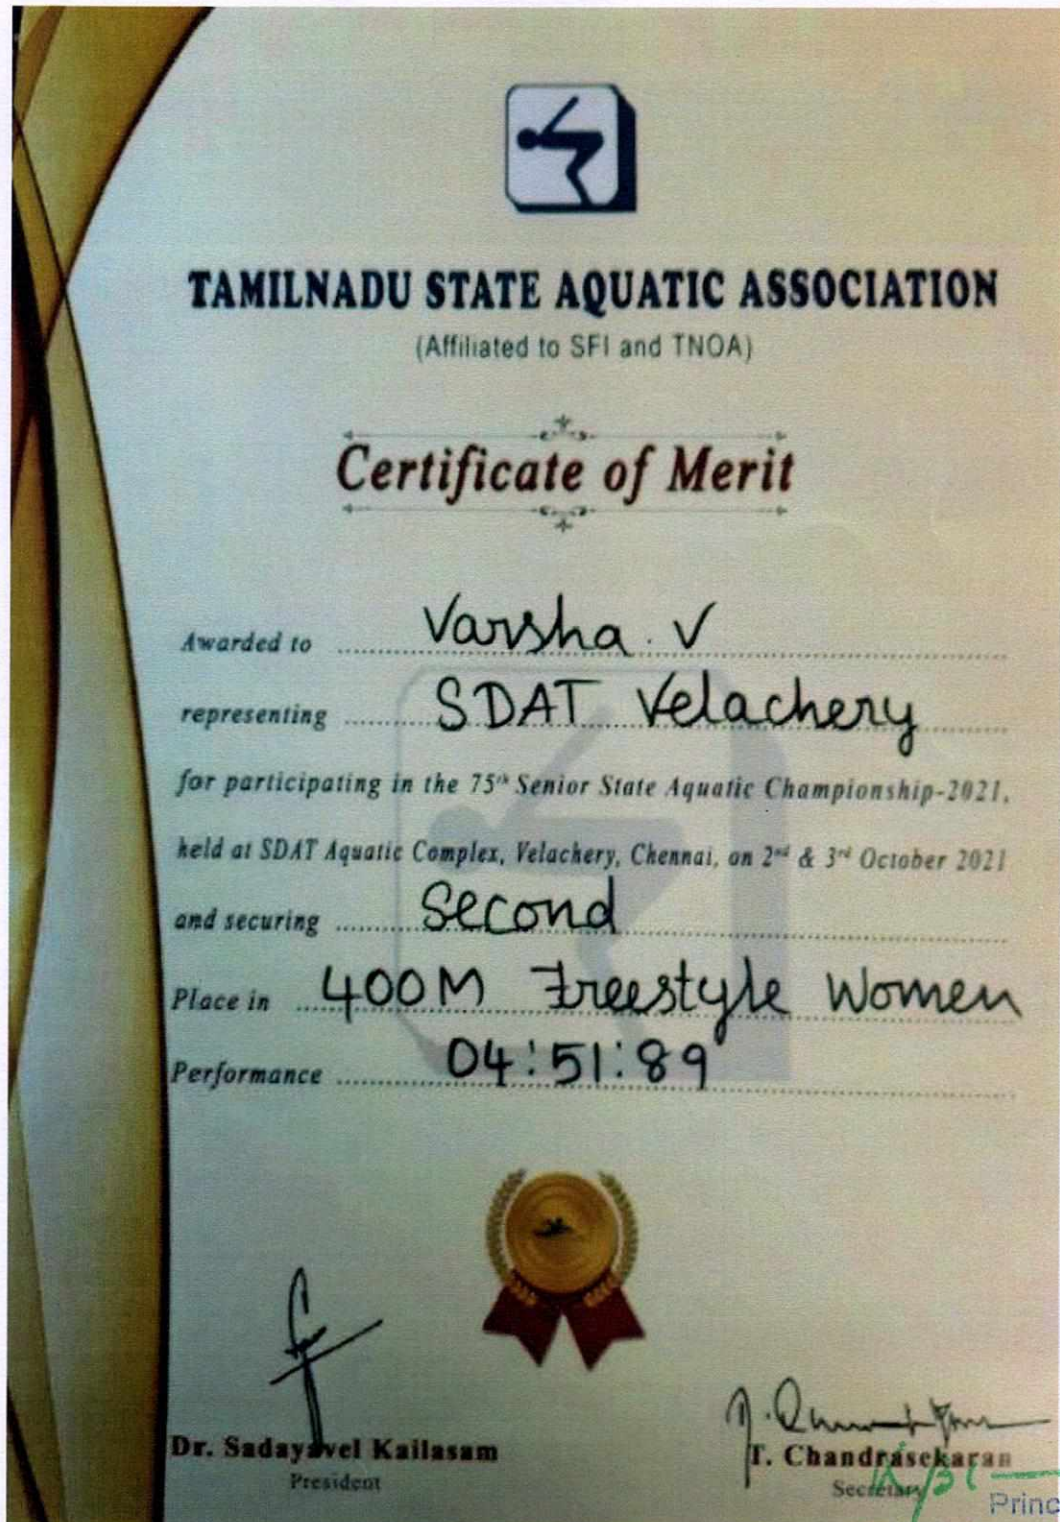 TAMILNADU STATE AQUATIC ASSOCIATION
(Affiliated to SFI and TNOA)
Certificate of Merit
Awarded to Varsha. V
representing SDAT Velachery
for participating in the 75th Senior State Aquatic Championship-2021,
held at SDAT Aquatic Complex, Velachery, Chennai, on 2nd & 3rd October 2021
and securing Second
Place in 400M Freestyle Women
Performance 04:51:89
Dr. Sadayavel Kailasam
President
T. Chandrasekaran
Secretary
Princ